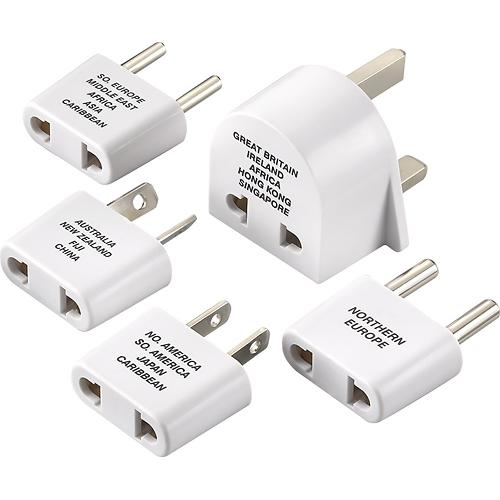 SO. EUROPE
MIDDLE EAST
AFRICA
ASIA
CARIBBEAN
GREAT BRITAIN
IRELAND
AFRICA
HONG KONG
SINGAPORE
AUSTRALIA
NEW ZEALAND
FIJI
CHINA
NORTHERN
EUROPE
NO. AMERICA
SO. AMERICA
JAPAN
CARIBBEAN